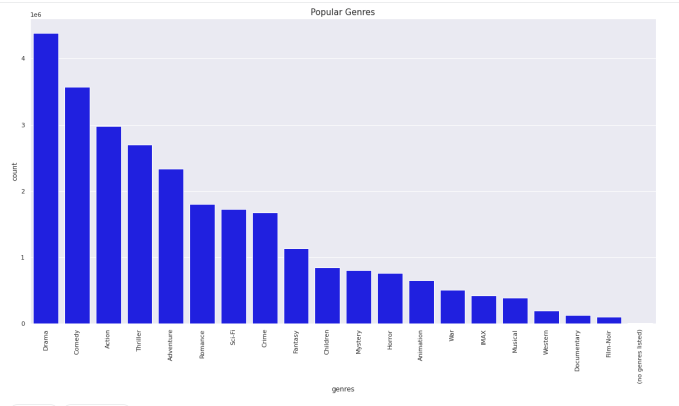 Popular Genres
1e6
4
3
2
1
0
count
Drama
Comedy
Action
Thriller
Adventure
Romance
Sci-Fi
Crime
Fantasy
Children
Mystery
Horror
Animation
War
IMAX
Musical
Western
Documentary
Film-Noir
(no genres listed)
genres